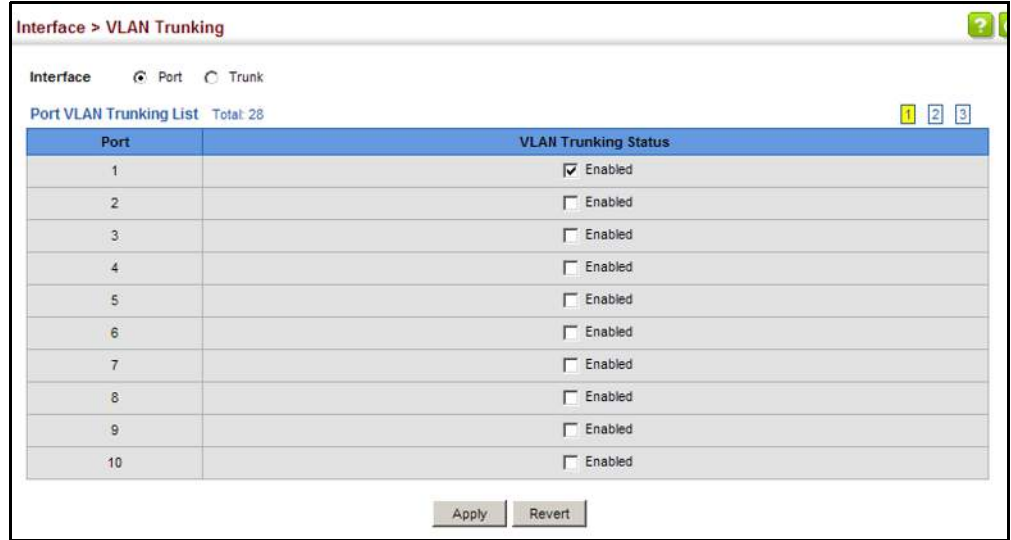 Interface > VLAN Trunking
?
Interface Port Trunk
Port VLAN Trunking List Total: 28 1 2 3
Port VLAN Trunking Status
1 Enabled
2 Enabled
3 Enabled
4 Enabled
5 Enabled
6 Enabled
7 Enabled
8 Enabled
9 Enabled
10 Enabled
Apply Revert